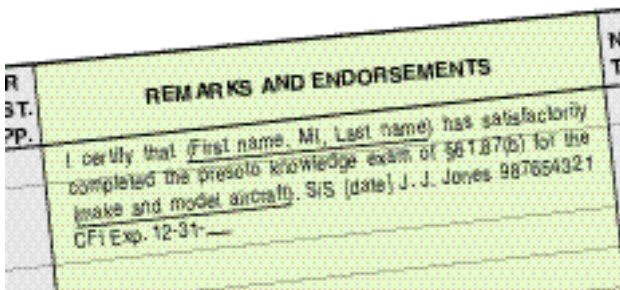 R
ST.
PP.
REMARKS AND ENDORSEMENTS
N
T
I certify that (First name, MI, Last name) has satisfactorily
completed the presolo knowledge exam of §61.87(b) for the
(make and model aircraft). S/S [date] J. J. Jones 987654321
CFI Exp. 12-31-__